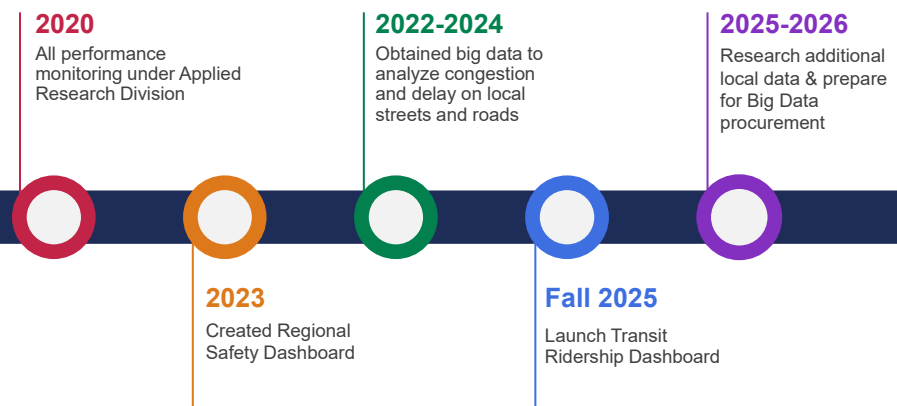 2020
All performance
monitoring under Applied
Research Division
2023
Created Regional
Safety Dashboard
2022-2024
Obtained big data to
analyze congestion
and delay on local
streets and roads
Fall 2025
Launch Transit
Ridership Dashboard
2025-2026
Research additional
local data & prepare
for Big Data
procurement